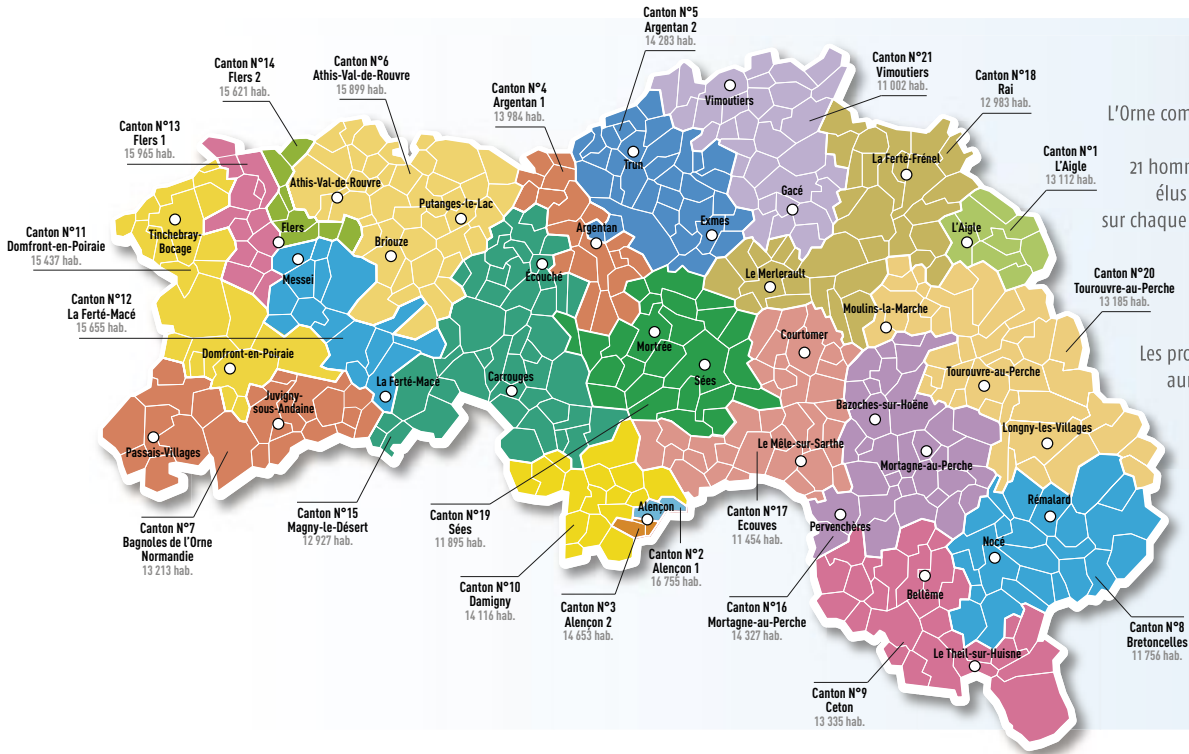 Canton N°5
Argentan 2
14 283 hab.
Canton N°14
Flers 2
15 621 hab.
Canton N°6
Athis-Val-de-Rouvre
15 899 hab.
Canton N°4
Argentan 1
13 984 hab.
Canton N°21
Vimoutiers
11 002 hab.
Canton N°18
Rai
12 983 hab.
Canton N°13
Flers 1
15 965 hab.
Canton N°1
L'Aigle
13 112 hab.
L'Orne com
21 homm
élus
sur chaque
Canton N°11
Domfront-en-Poiraie
15 437 hab.
Canton N°12
La Ferté-Macé
15 655 hab.
Canton N°20
Tourouvre-au-Perche
13 185 hab.
Les pro
aur
Vimoutiers
Trun
La Ferté-Frênel
Athis-Val-de-Rouvre
Putanges-le-Lac
Gacé
Tinchebray-
Bocage
Flers
Argentan
Exmes
L'Aigle
Briouze
Messei
Écouché
Le Merlerault
Moulins-la-Marche
Mortrée
Courtomer
Domfront-en-Poiraie
Sées
Tourouvre-au-Perche
La Ferté-Macé
Carrouges
Juvigny-
sous-Andaine
Bazoches-sur-Hoëne
Longny-les-Villages
Passais-Villages
Le Mêle-sur-Sarthe
Mortagne-au-Perche
Rémalard
Alençon
Pervenchères
Nocé
Bellême
Le Theil-sur-Huisne
Canton N°7
Bagnoles de l'Orne
Normandie
13 213 hab.
Canton N°15
Magny-le-Désert
12 927 hab.
Canton N°19
Sées
11 895 hab.
Canton N°10
Damigny
14 116 hab.
Canton N°3
Alençon 2
14 653 hab.
Canton N°2
Alençon 1
16 755 hab.
Canton N°17
Ecouves
11 454 hab.
Canton N°16
Mortagne-au-Perche
14 327 hab.
Canton N°9
Ceton
13 335 hab.
Canton N°8
Bretoncelles
11 756 hab.